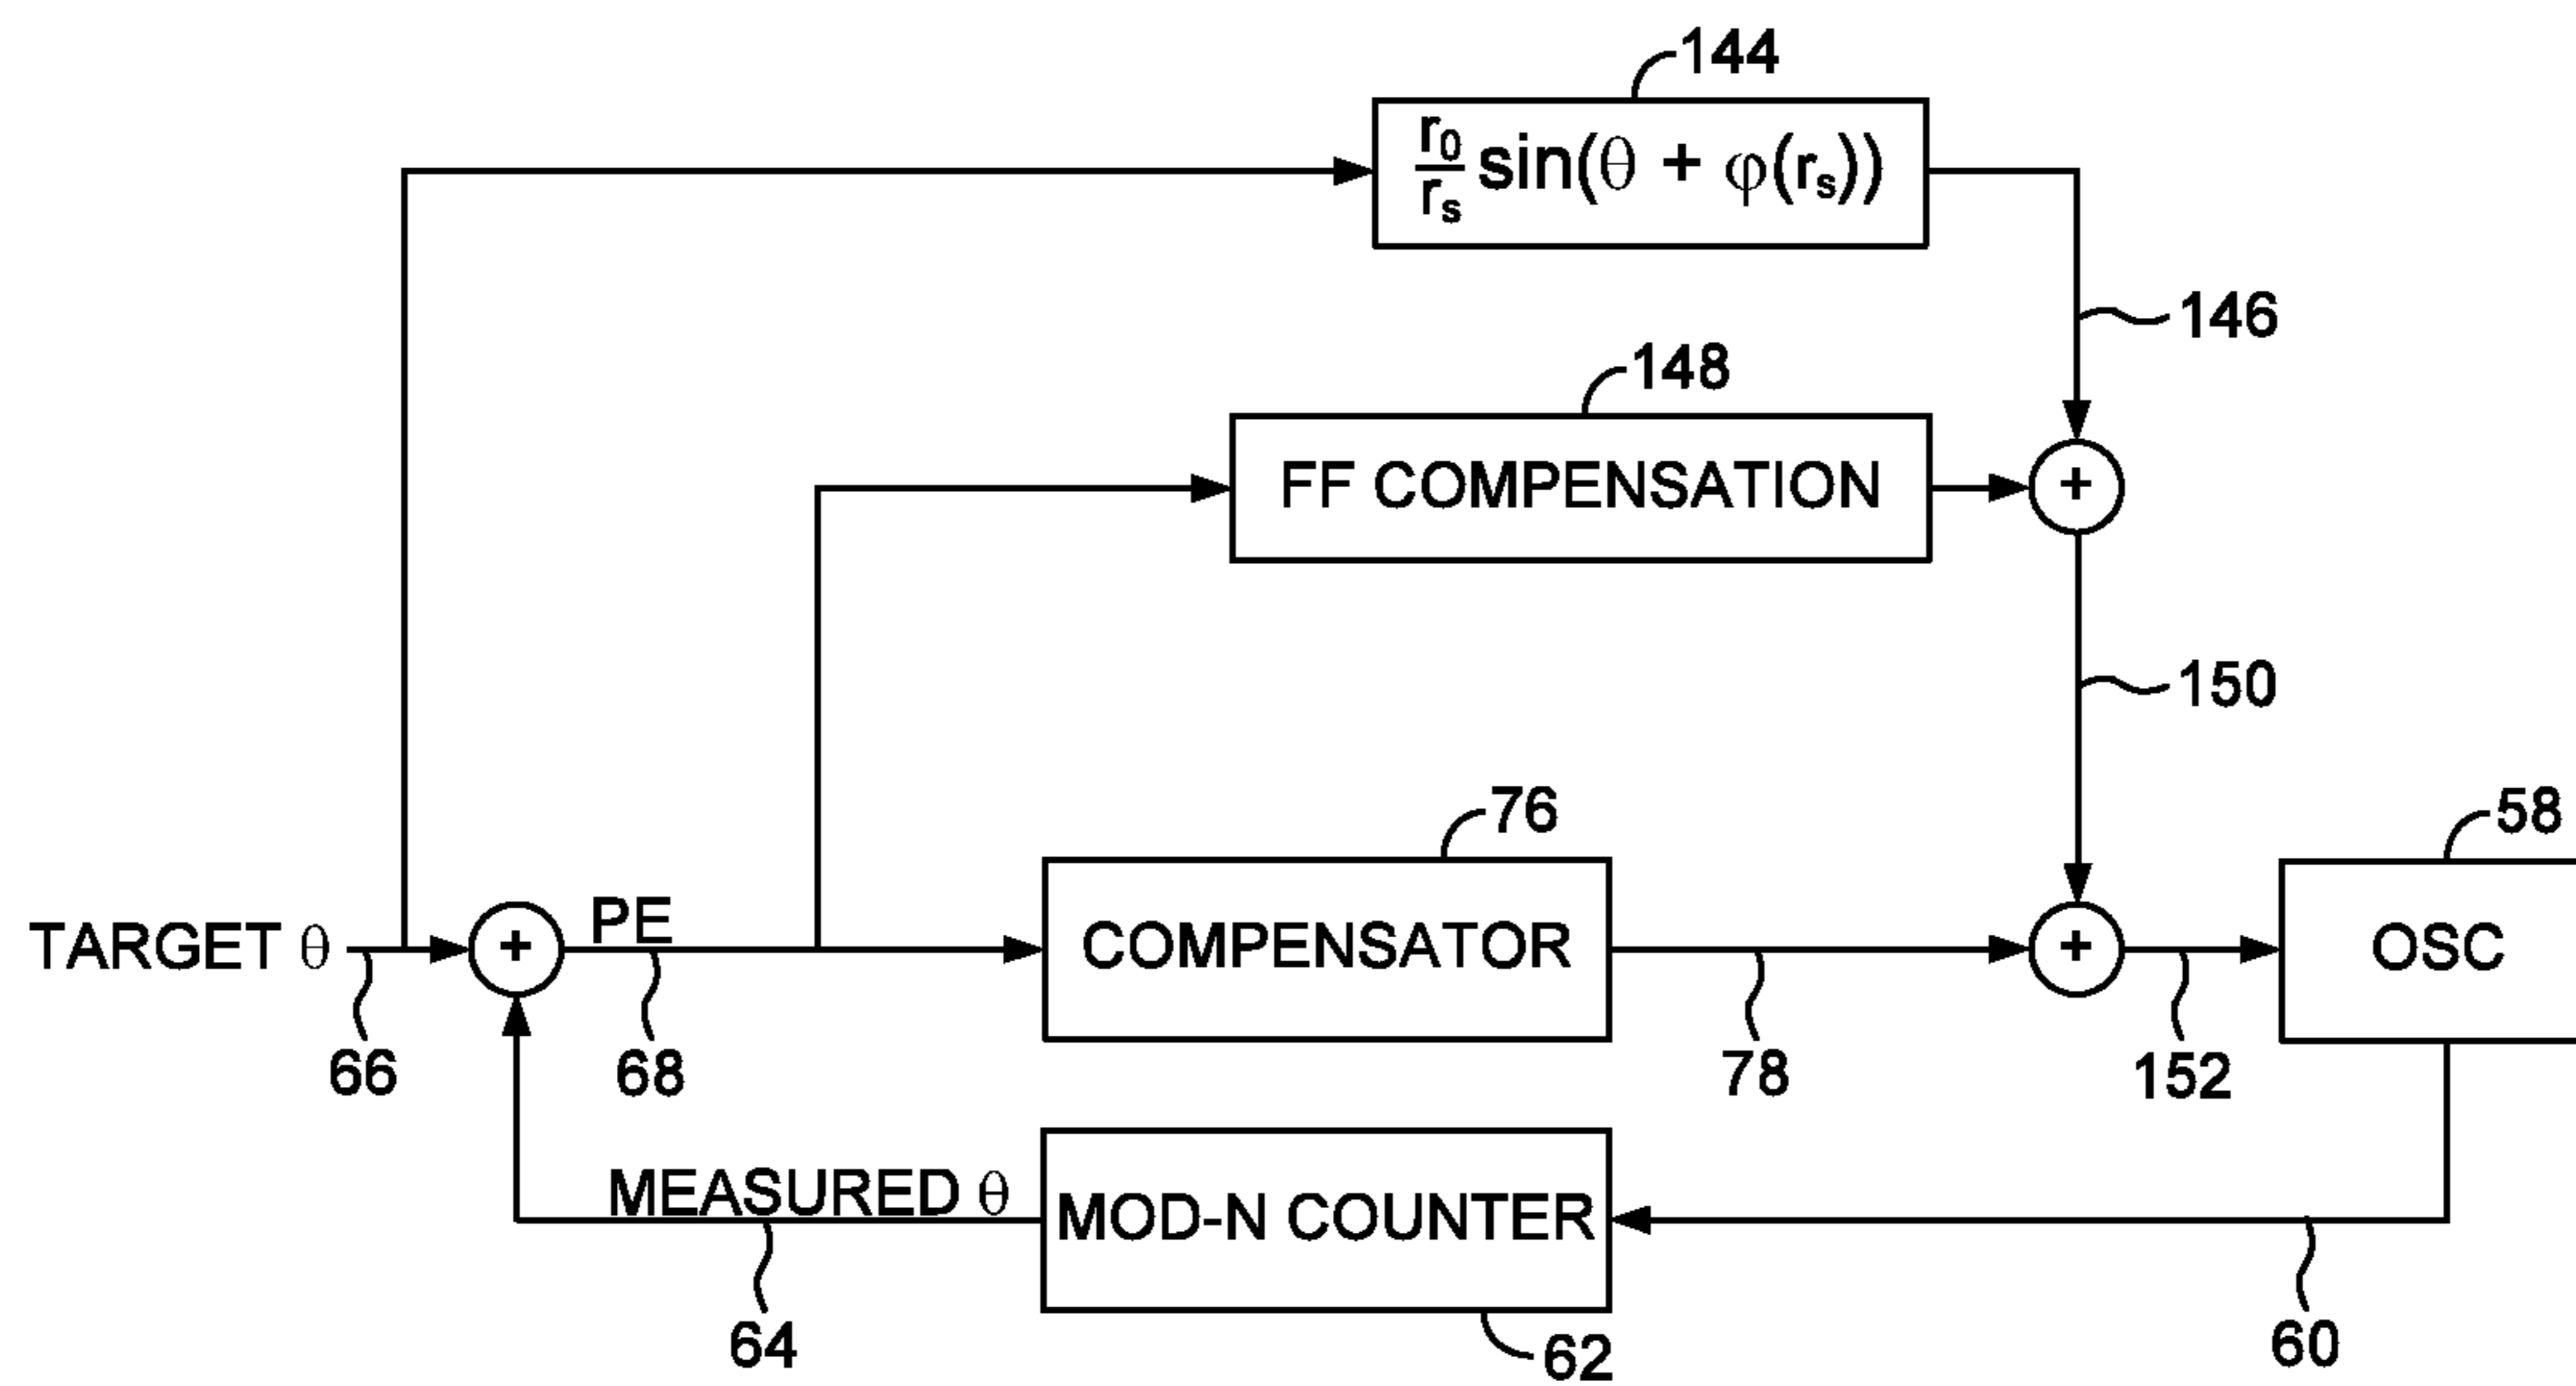 144
r₀/rₛ sin(θ + φ(rₛ))
146
148
FF COMPENSATION
+
150
76
58
TARGET θ
+
PE
COMPENSATOR
+
OSC
66
68
78
152
MEASURED θ
MOD-N COUNTER
64
62
60